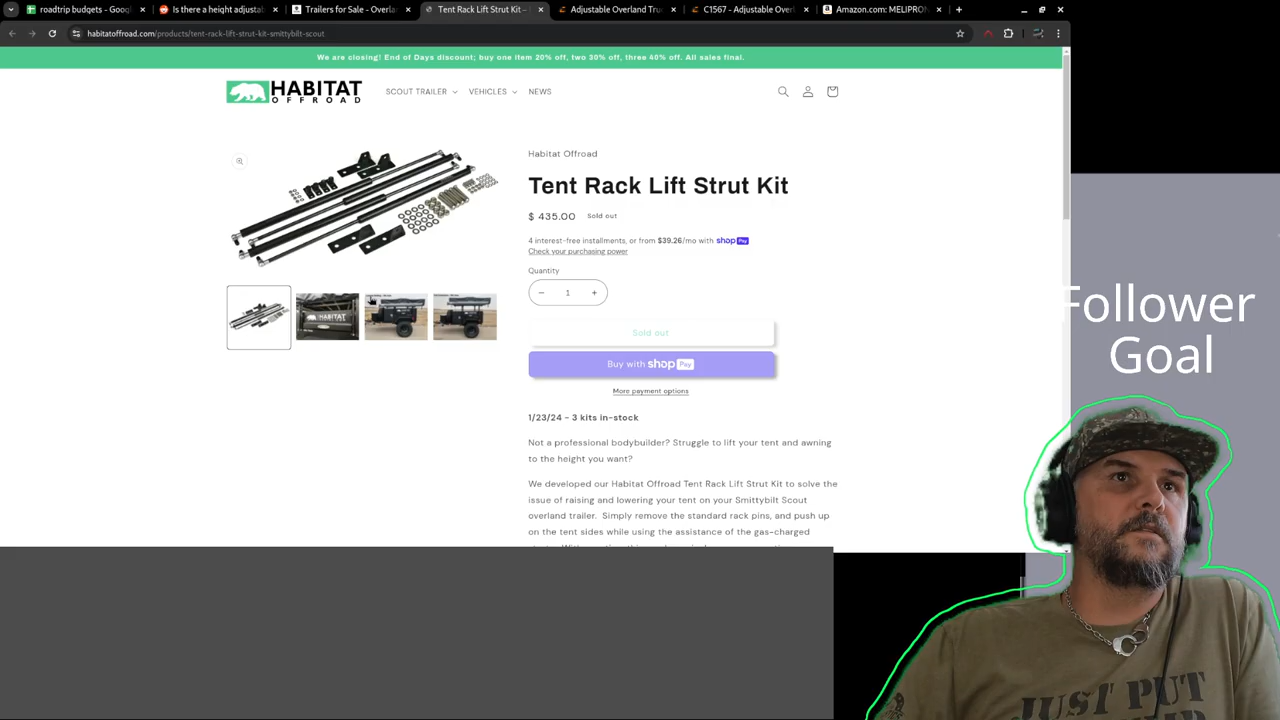 roadtrip budgets - Goog
Is there a height adjustab
Trailers for Sale - Overla
Tent Rack Lift Strut Kit –
Adjustable Overland Truc
C1567 - Adjustable Overl
Amazon.com: MELIPRON
habitatoffroad.com/products/tent-rack-lift-strut-kit-smittybilt-scout
We are closing! End of Days discount; buy one item 20% off, two 30% off, three 40% off. All sales final.
HABITAT
OFFROAD
SCOUT TRAILER
VEHICLES
NEWS
Habitat Offroad
Tent Rack Lift Strut Kit
$ 435.00 Sold out
4 interest-free installments, or from $39.26/mo with shop Pay
Check your purchasing power
Quantity
− 1 +
Sold out
Buy with shop Pay
More payment options
1/23/24 - 3 kits in-stock
Not a professional bodybuilder? Struggle to lift your tent and awning
to the height you want?
We developed our Habitat Offroad Tent Rack Lift Strut Kit to solve the
issue of raising and lowering your tent on your Smittybilt Scout
overland trailer. Simply remove the standard rack pins, and push up
on the tent sides while using the assistance of the gas-charged
Follower
Goal
JUST PUT